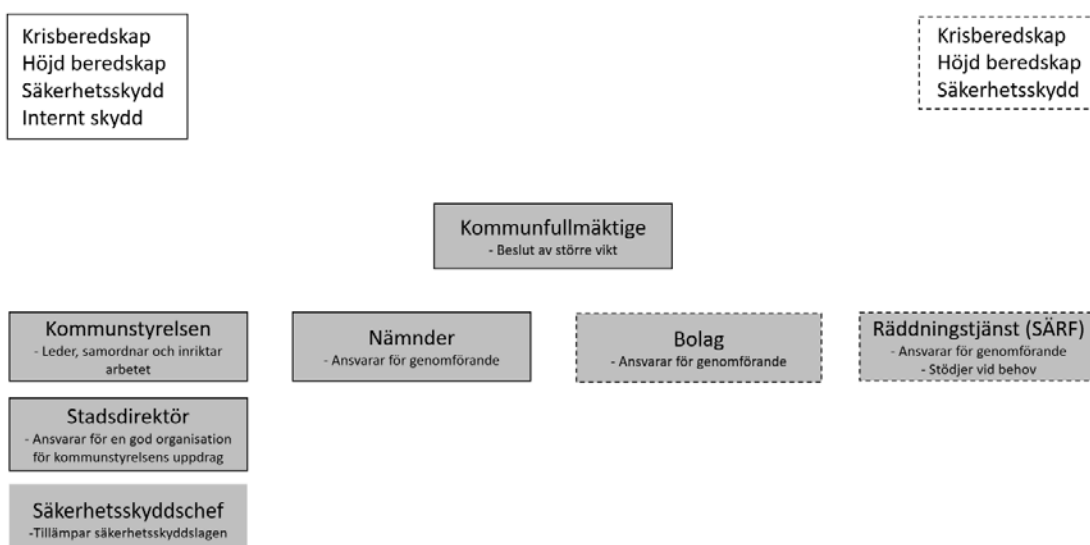 Krisberedskap
Höjd beredskap
Säkerhetsskydd
Internt skydd
Krisberedskap
Höjd beredskap
Säkerhetsskydd
Kommunfullmäktige
- Beslut av större vikt
Kommunstyrelsen
- Leder, samordnar och inriktar
arbetet
Nämnder
- Ansvarar för genomförande
Bolag
- Ansvarar för genomförande
Räddningstjänst (SÄRF)
- Ansvarar för genomförande
- Stödjer vid behov
Stadsdirektör
- Ansvarar för en god organisation
för kommunstyrelsens uppdrag
Säkerhetsskyddschef
-Tillämpar säkerhetsskyddslagen